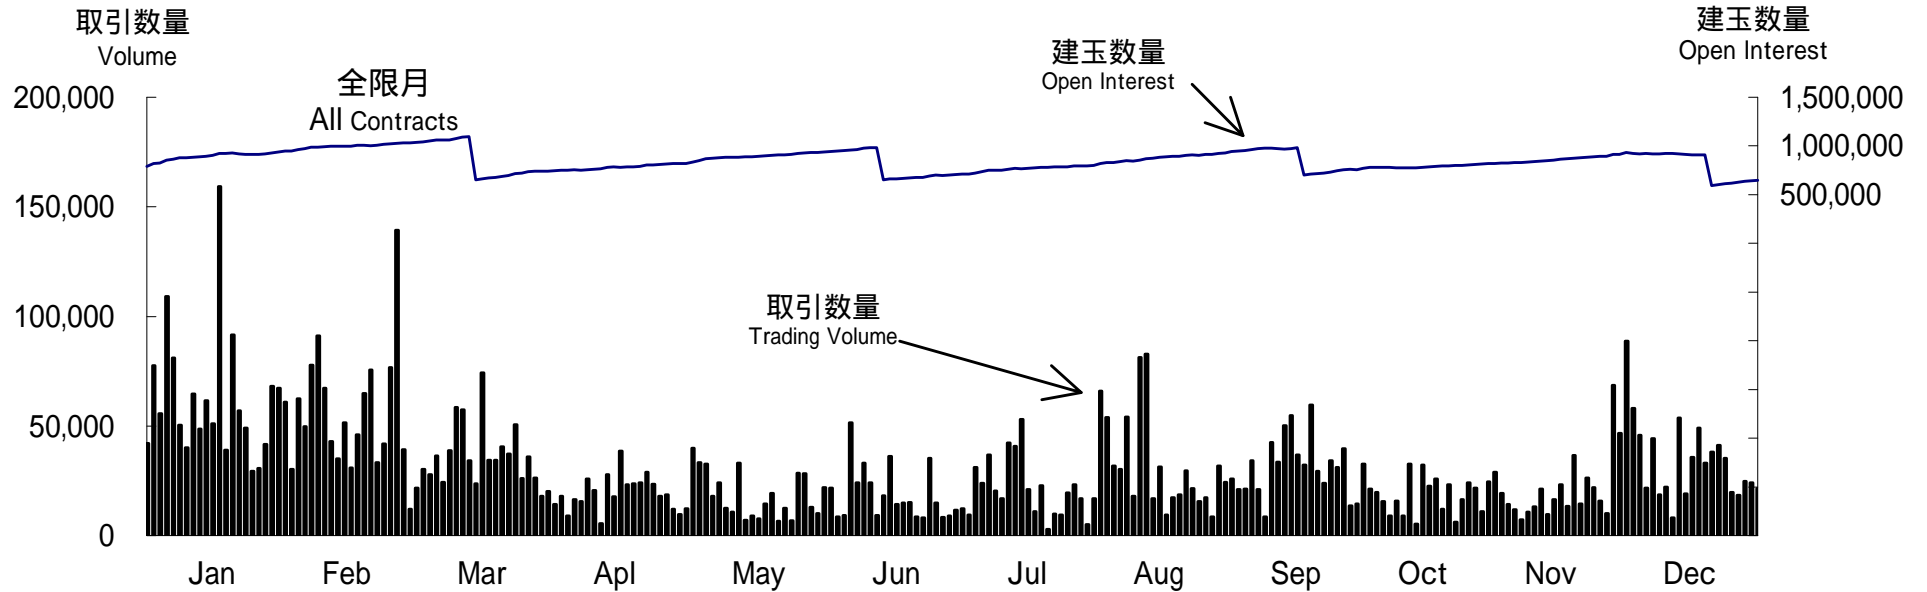 取引数量
Volume
建玉数量
Open Interest
全限月
All Contracts
建玉数量
Open Interest
取引数量
Trading Volume
200,000
150,000
100,000
50,000
0
1,500,000
1,000,000
500,000
Jan Feb Mar Apl May Jun Jul Aug Sep Oct Nov Dec